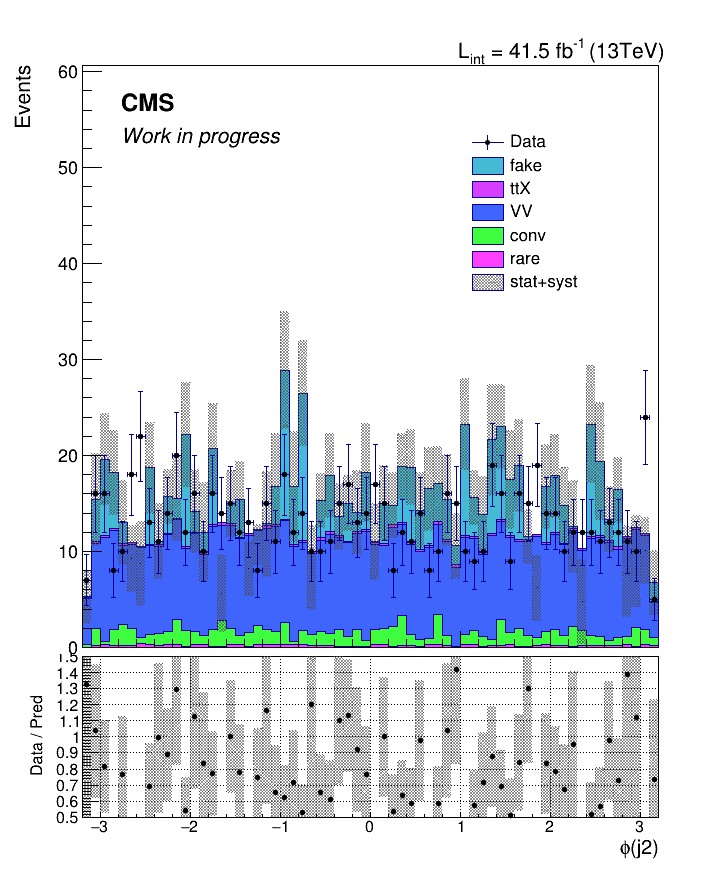 L_int = 41.5 fb^-1 (13TeV)
Events
60
50
40
30
20
10
0
CMS
Work in progress
Data
fake
ttX
VV
conv
rare
stat+syst
Data / Pred
1.5
1.4
1.3
1.2
1.1
1
0.9
0.8
0.7
0.6
0.5
−3 −2 −1 0 1 2 3
ϕ(j2)